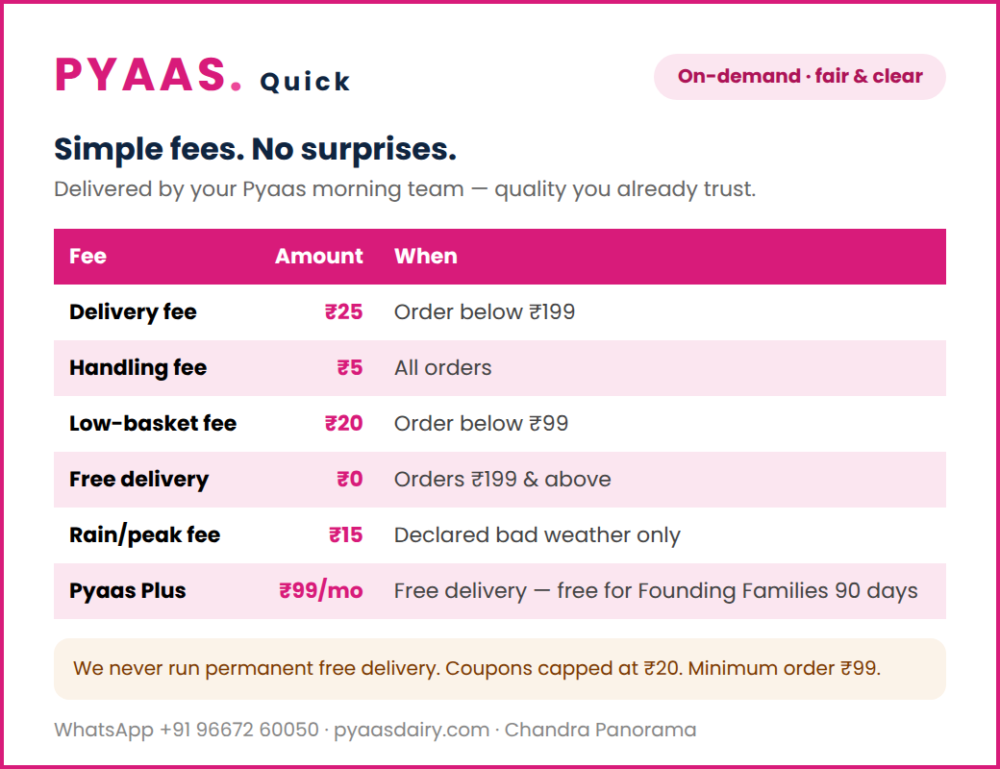 PYAAS. Quick
On-demand · fair & clear
Simple fees. No surprises.
Delivered by your Pyaas morning team — quality you already trust.
Fee Amount When
Delivery fee ₹25 Order below ₹199
Handling fee ₹5 All orders
Low-basket fee ₹20 Order below ₹99
Free delivery ₹0 Orders ₹199 & above
Rain/peak fee ₹15 Declared bad weather only
Pyaas Plus ₹99/mo Free delivery — free for Founding Families 90 days
We never run permanent free delivery. Coupons capped at ₹20. Minimum order ₹99.
WhatsApp +91 96672 60050 · pyaasdairy.com · Chandra Panorama